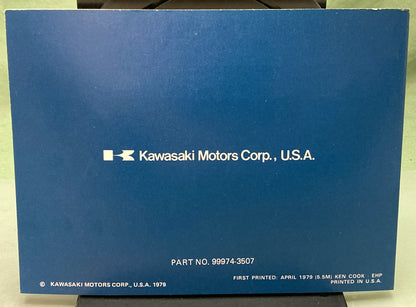 Kawasaki Motors Corp., U.S.A.
PART NO. 99974-3507
FIRST PRINTED: APRIL 1979 (5.5M) KEN COOK EHP
© KAWASAKI MOTORS CORP., U.S.A. 1979
PRINTED IN U.S.A.